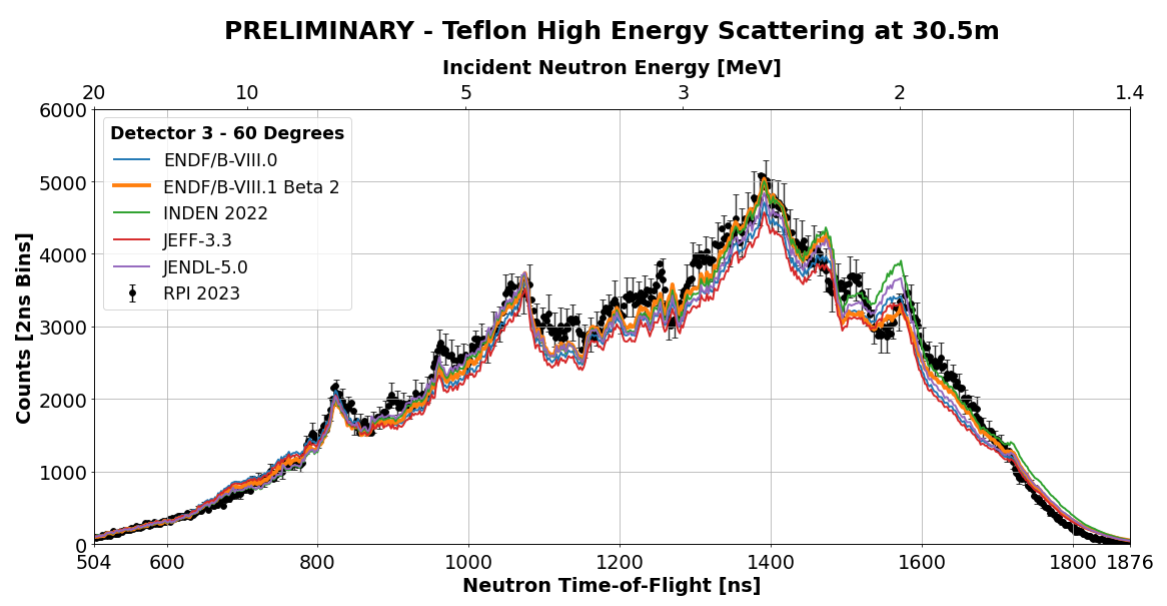 PRELIMINARY - Teflon High Energy Scattering at 30.5m
Incident Neutron Energy [MeV]
20 10 5 3 2 1.4
Counts [2ns Bins]
6000
5000
4000
3000
2000
1000
0
Detector 3 - 60 Degrees
ENDF/B-VIII.0
ENDF/B-VIII.1 Beta 2
INDEN 2022
JEFF-3.3
JENDL-5.0
RPI 2023
504 600 800 1000 1200 1400 1600 1800 1876
Neutron Time-of-Flight [ns]